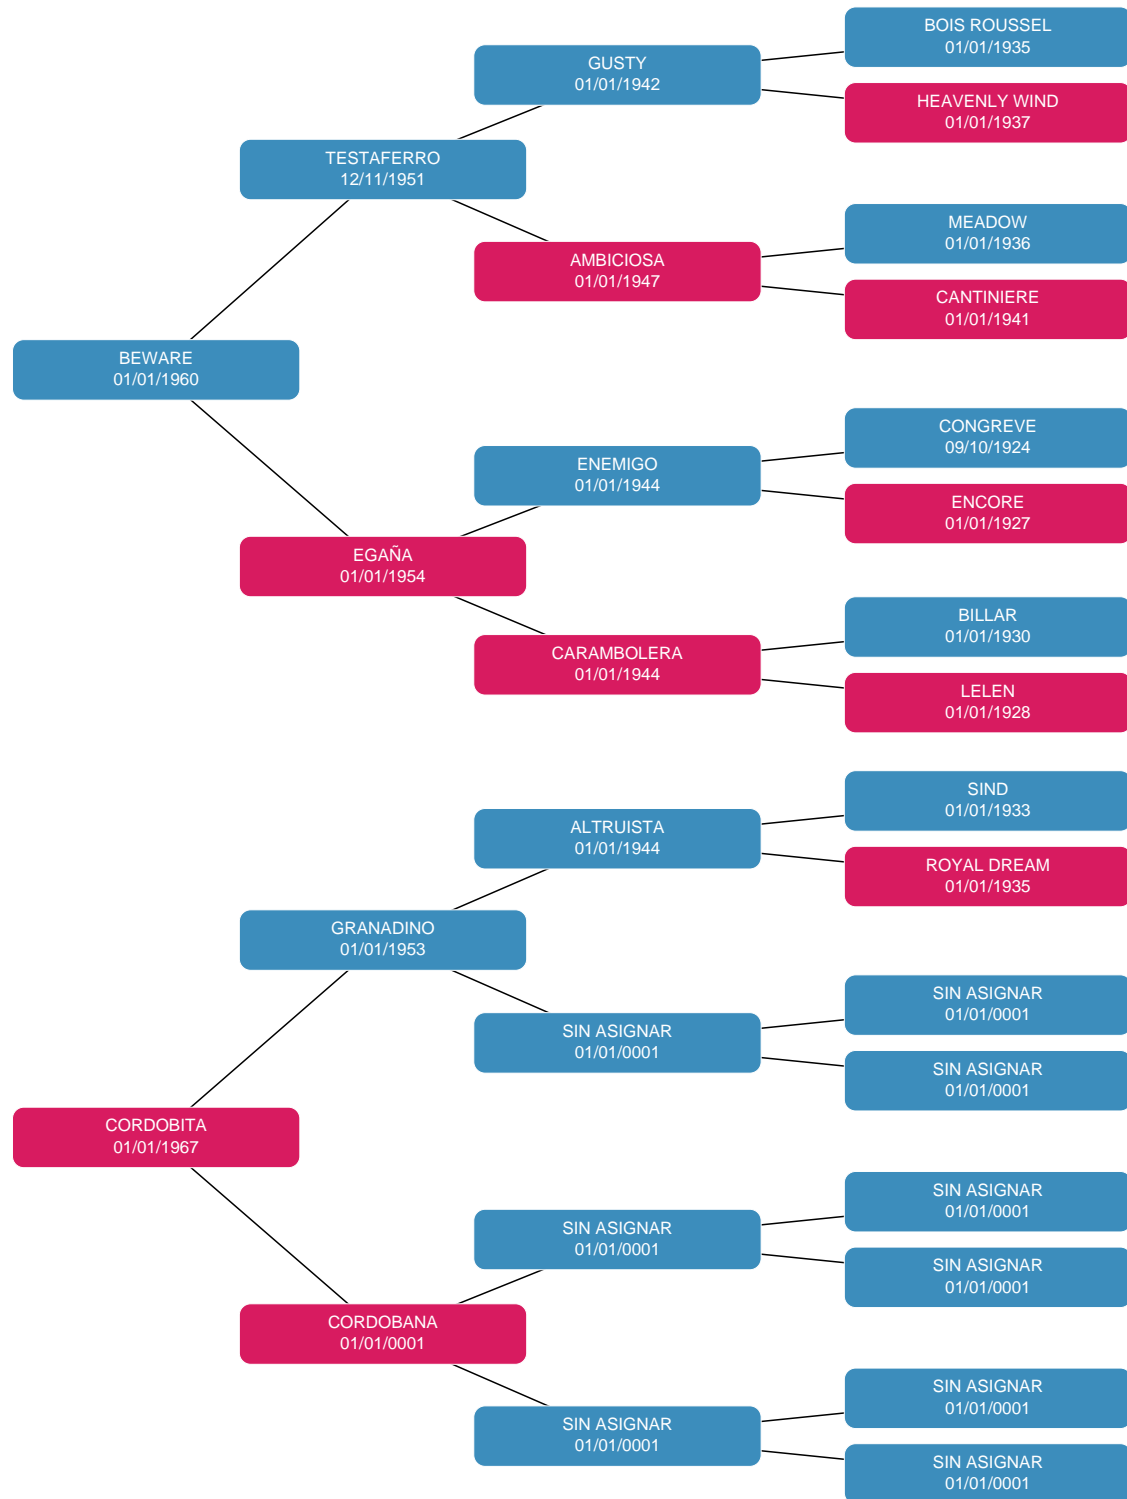 BOIS ROUSSEL
01/01/1935
GUSTY
01/01/1942
HEAVENLY WIND
01/01/1937
TESTAFERRO
12/11/1951
MEADOW
01/01/1936
AMBICIOSA
01/01/1947
CANTINIERE
01/01/1941
BEWARE
01/01/1960
CONGREVE
09/10/1924
ENEMIGO
01/01/1944
ENCORE
01/01/1927
EGAÑA
01/01/1954
BILLAR
01/01/1930
CARAMBOLERA
01/01/1944
LELEN
01/01/1928
SIND
01/01/1933
ALTRUISTA
01/01/1944
ROYAL DREAM
01/01/1935
GRANADINO
01/01/1953
SIN ASIGNAR
01/01/0001
SIN ASIGNAR
01/01/0001
SIN ASIGNAR
01/01/0001
CORDOBITA
01/01/1967
SIN ASIGNAR
01/01/0001
SIN ASIGNAR
01/01/0001
SIN ASIGNAR
01/01/0001
CORDOBANA
01/01/0001
SIN ASIGNAR
01/01/0001
SIN ASIGNAR
01/01/0001
SIN ASIGNAR
01/01/0001